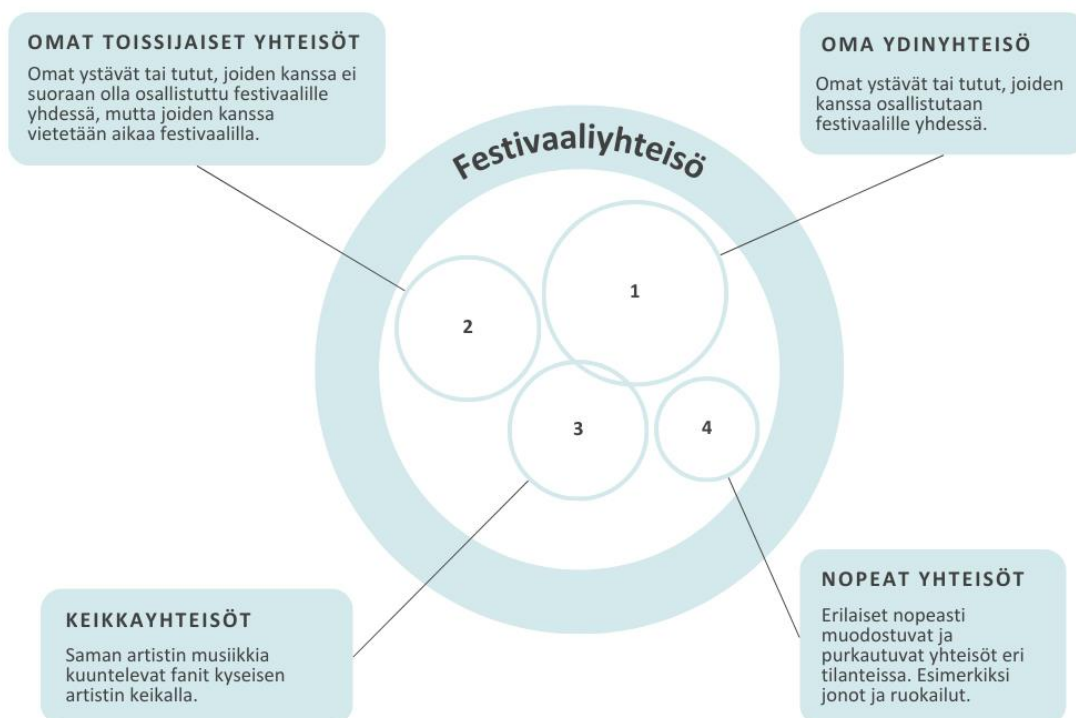 OMAT TOISSIJAISET YHTEISÖT
Omat ystävät tai tutut, joiden kanssa ei
suoraan olla osallistuttu festivaalille
yhdessä, mutta joiden kanssa
vietetään aikaa festivaalilla.
OMA YDINYHTEISÖ
Omat ystävät tai tutut, joiden
kanssa osallistutaan
festivaalille yhdessä.
Festivaaliyhteisö
1
2
3
4
KEIKKAYHTEISÖT
Saman artistin musiikkia
kuuntelevat fanit kyseisen
artistin keikalla.
NOPEAT YHTEISÖT
Erilaiset nopeasti
muodostuvat ja
purkautuvat yhteisöt eri
tilanteissa. Esimerkiksi
jonot ja ruokailut.